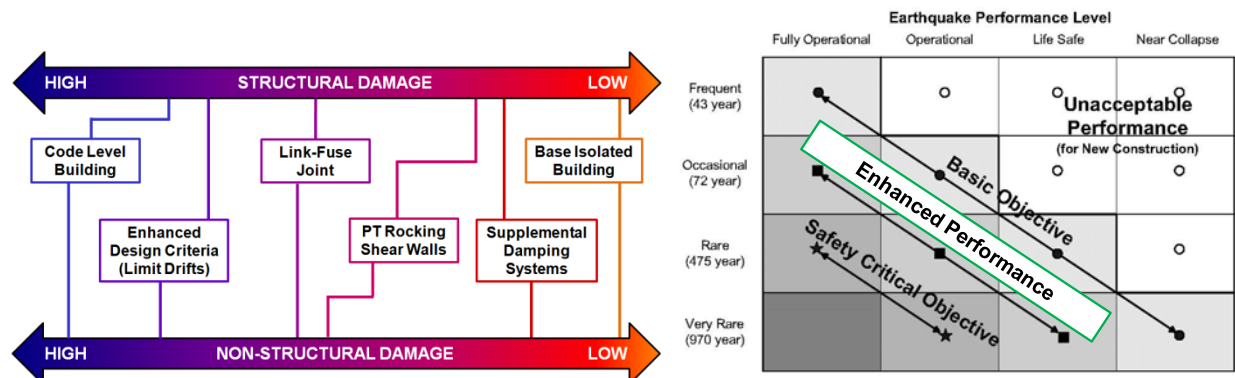 HIGH STRUCTURAL DAMAGE LOW
Code Level
Building
Link-Fuse
Joint
Base Isolated
Building
Enhanced
Design Criteria
(Limit Drifts)
PT Rocking
Shear Walls
Supplemental
Damping
Systems
HIGH NON-STRUCTURAL DAMAGE LOW
Earthquake Performance Level
Fully Operational Operational Life Safe Near Collapse
Frequent
(43 year)
Occasional
(72 year)
Rare
(475 year)
Very Rare
(970 year)
Unacceptable
Performance
(for New Construction)
Basic Objective
Enhanced Performance
Safety Critical Objective